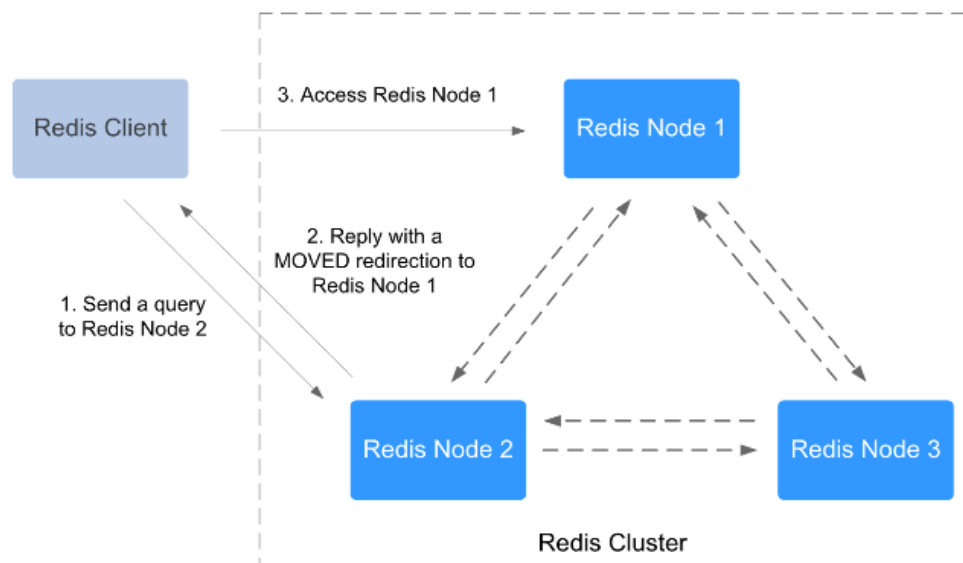 3. Access Redis Node 1
Redis Client
Redis Node 1
2. Reply with a
MOVED redirection to
Redis Node 1
1. Send a query
to Redis Node 2
Redis Node 2
Redis Node 3
Redis Cluster